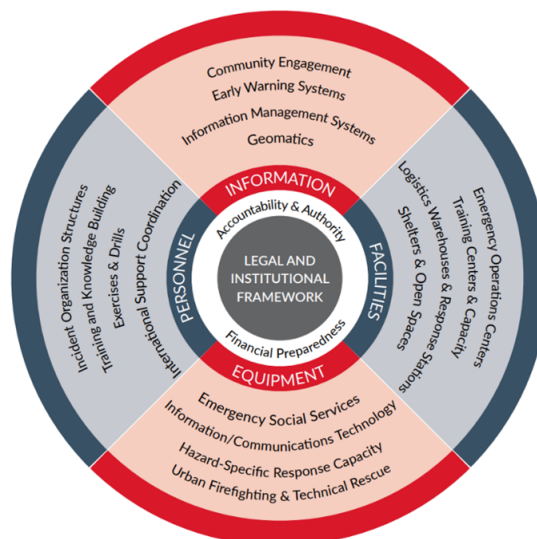 Community Engagement
Early Warning Systems
Information Management Systems
Geomatics
INFORMATION
Accountability & Authority
LEGAL AND
INSTITUTIONAL
FRAMEWORK
Financial Preparedness
PERSONNEL
Incident Organization Structures
Training and Knowledge Building
Exercises & Drills
International Support Coordination
FACILITIES
Emergency Operations Centers
Training Centers & Capacity
Logistics Warehouses & Response Stations
Shelters & Open Spaces
EQUIPMENT
Emergency Social Services
Information/Communications Technology
Hazard-Specific Response Capacity
Urban Firefighting & Technical Rescue